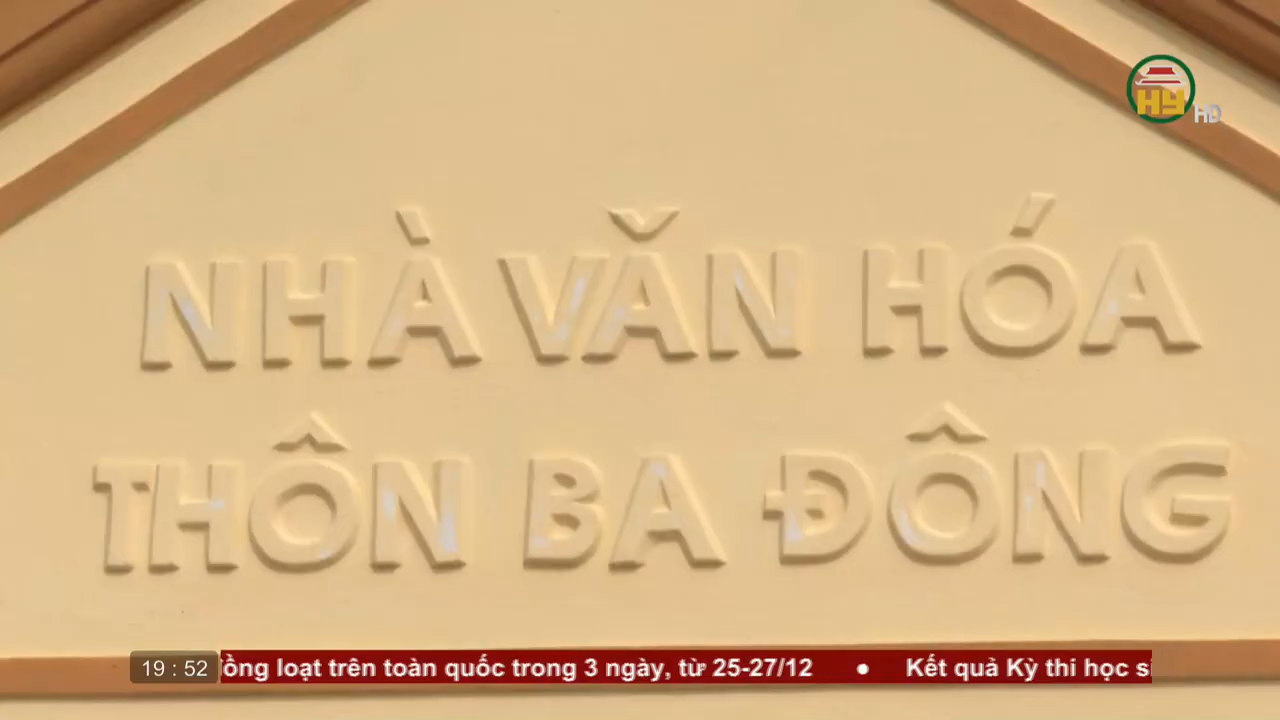 HY HD
NHÀ VĂN HÓA
THÔN BA ĐÔNG
19 : 52
loạt trên toàn quốc trong 3 ngày, từ 25-27/12 • Kết quả Kỳ thi học